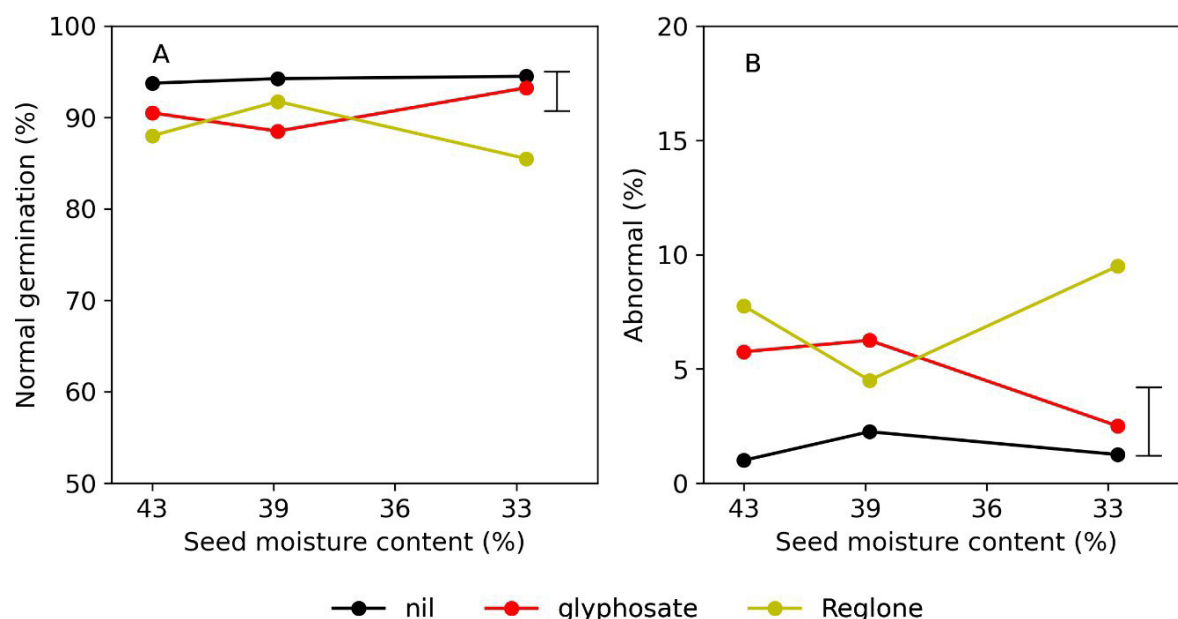 100
90
80
70
60
50
Normal germination (%)
A
43 39 36 33
Seed moisture content (%)
20
15
10
5
0
Abnormal (%)
B
43 39 36 33
Seed moisture content (%)
nil glyphosate Reglone